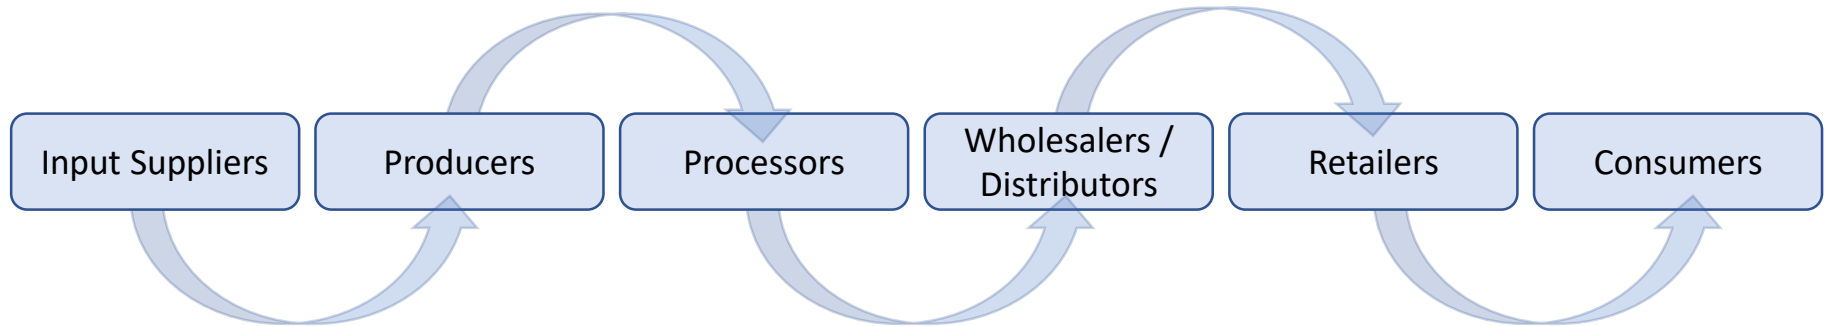 Input Suppliers
Producers
Processors
Wholesalers /
Distributors
Retailers
Consumers